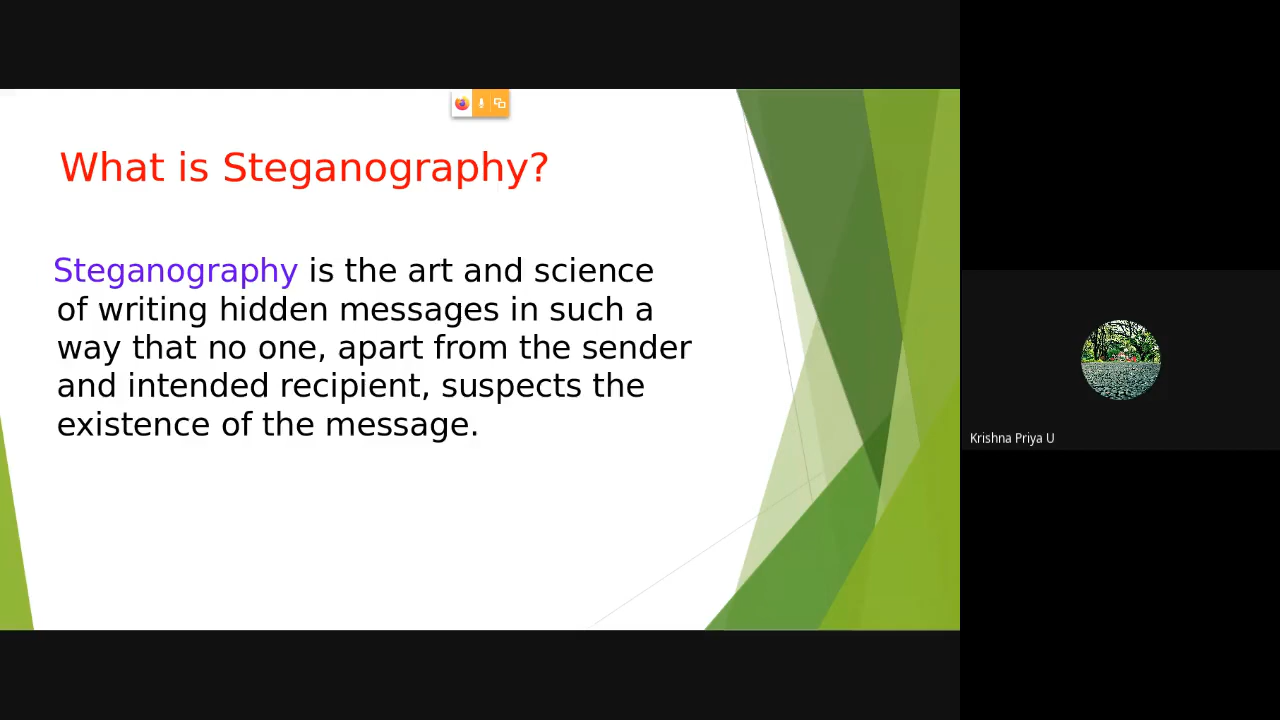 What is Steganography?
Steganography is the art and science
of writing hidden messages in such a
way that no one, apart from the sender
and intended recipient, suspects the
existence of the message.
Krishna Priya U